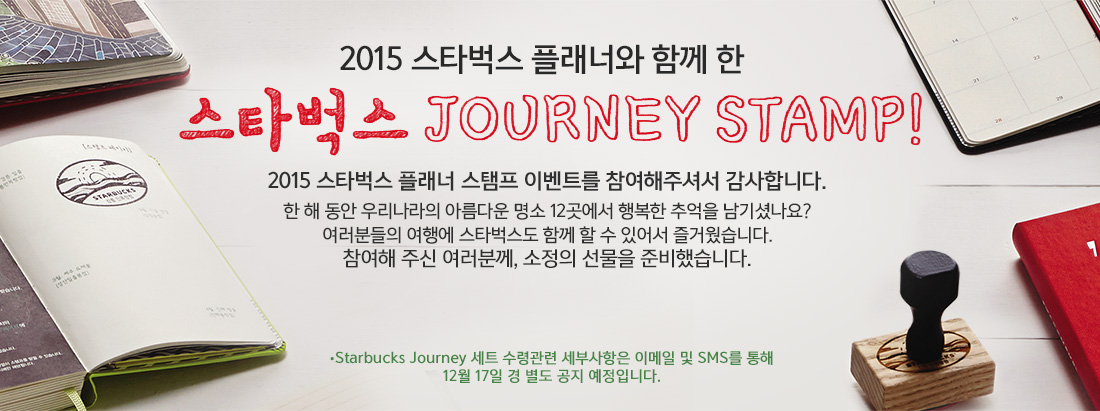 2015 스타벅스 플래너와 함께 한
스타벅스 JOURNEY STAMP!
2015 스타벅스 플래너 스탬프 이벤트를 참여해주셔서 감사합니다.
한 해 동안 우리나라의 아름다운 명소 12곳에서 행복한 추억을 남기셨나요?
여러분들의 여행에 스타벅스도 함께 할 수 있어서 즐거웠습니다.
참여해 주신 여러분께, 소정의 선물을 준비했습니다.
•Starbucks Journey 세트 수령관련 세부사항은 이메일 및 SMS를 통해
12월 17일 경 별도 공지 예정입니다.
STARBUCKS